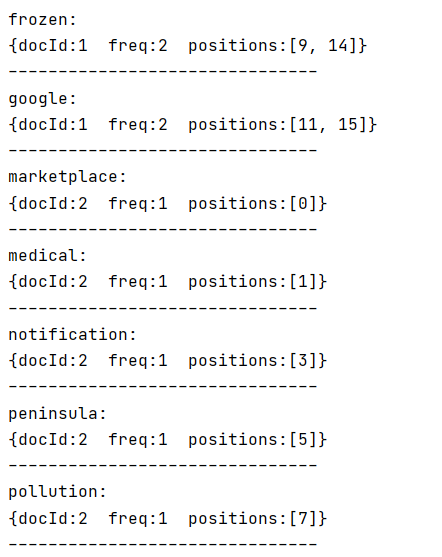 frozen:
{docId:1  freq:2  positions:[9, 14]}
-------------------------------
google:
{docId:1  freq:2  positions:[11, 15]}
-------------------------------
marketplace:
{docId:2  freq:1  positions:[0]}
-------------------------------
medical:
{docId:2  freq:1  positions:[1]}
-------------------------------
notification:
{docId:2  freq:1  positions:[3]}
-------------------------------
peninsula:
{docId:2  freq:1  positions:[5]}
-------------------------------
pollution:
{docId:2  freq:1  positions:[7]}
-------------------------------